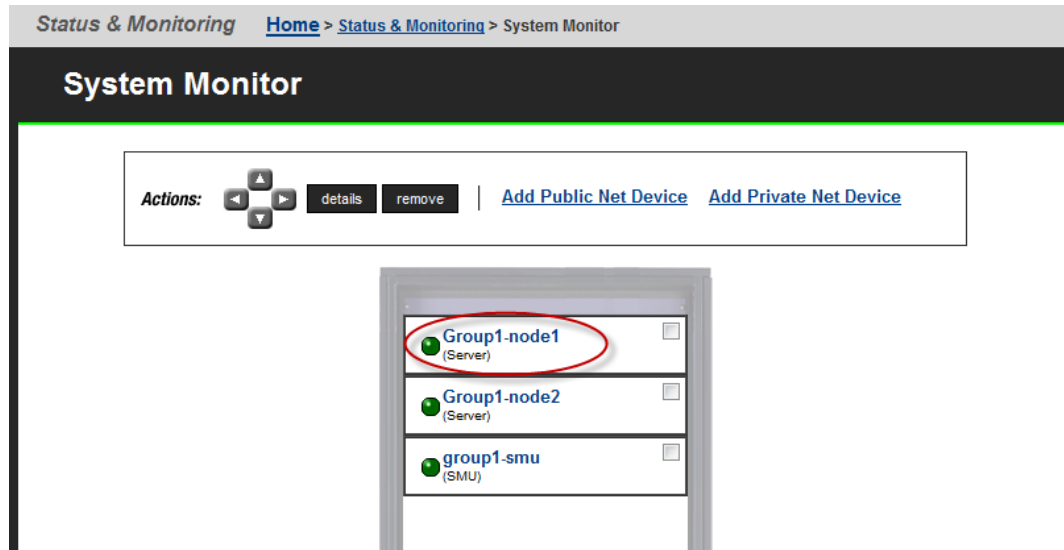 Status & Monitoring Home > Status & Monitoring > System Monitor
System Monitor
Actions: details remove | Add Public Net Device Add Private Net Device
Group1-node1
(Server)
Group1-node2
(Server)
group1-smu
(SMU)